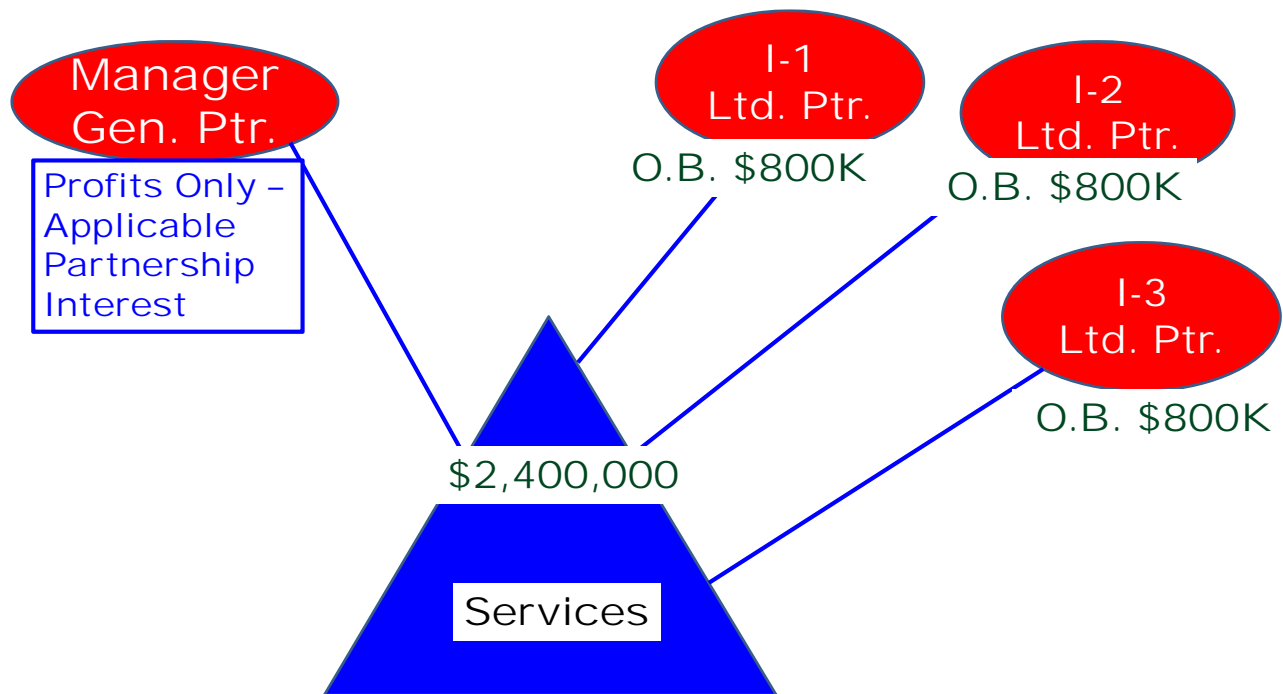 Manager
Gen. Ptr.
Profits Only –
Applicable
Partnership
Interest
I-1
Ltd. Ptr.
O.B. $800K
I-2
Ltd. Ptr.
O.B. $800K
I-3
Ltd. Ptr.
O.B. $800K
$2,400,000
Services